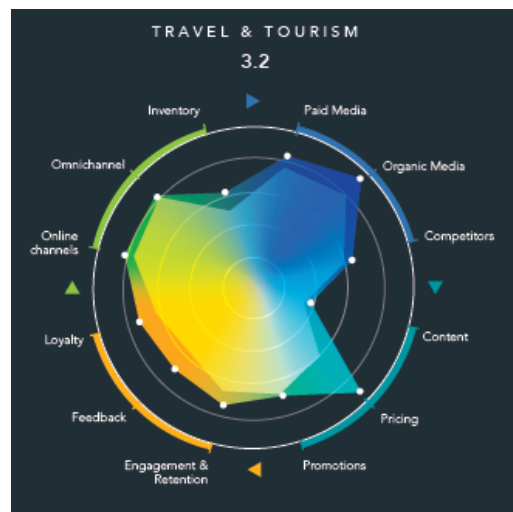 TRAVEL & TOURISM
3.2
Inventory
Paid Media
Omnichannel
Organic Media
Online
channels
Competitors
Loyalty
Content
Feedback
Pricing
Engagement &
Retention
Promotions